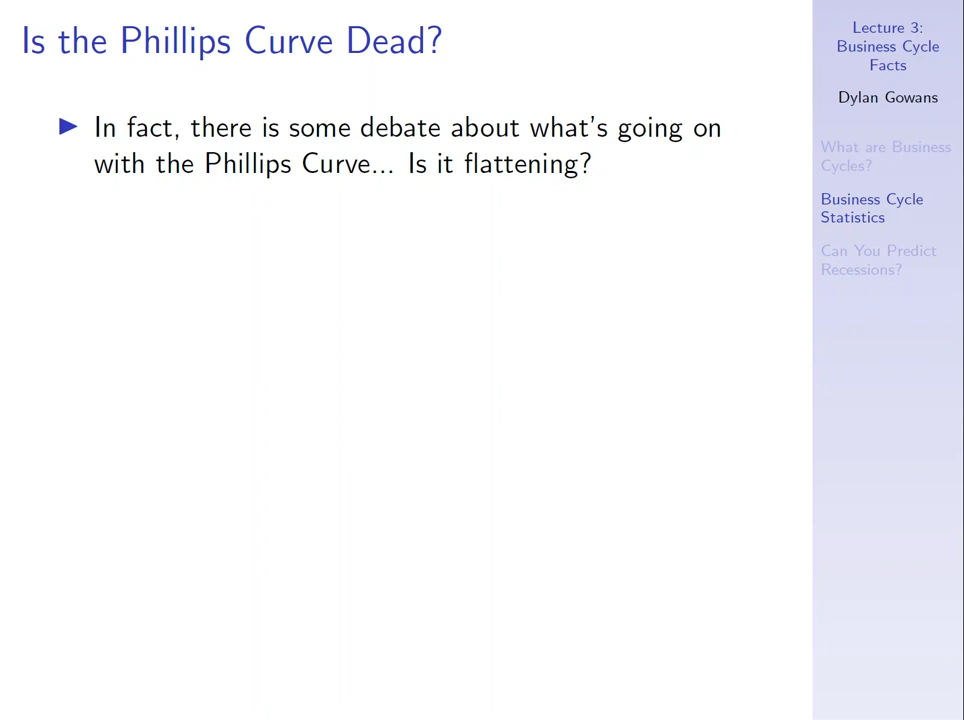 Is the Phillips Curve Dead?
In fact, there is some debate about what's going on
with the Phillips Curve... Is it flattening?
Lecture 3:
Business Cycle
Facts
Dylan Gowans
What are Business
Cycles?
Business Cycle
Statistics
Can You Predict
Recessions?